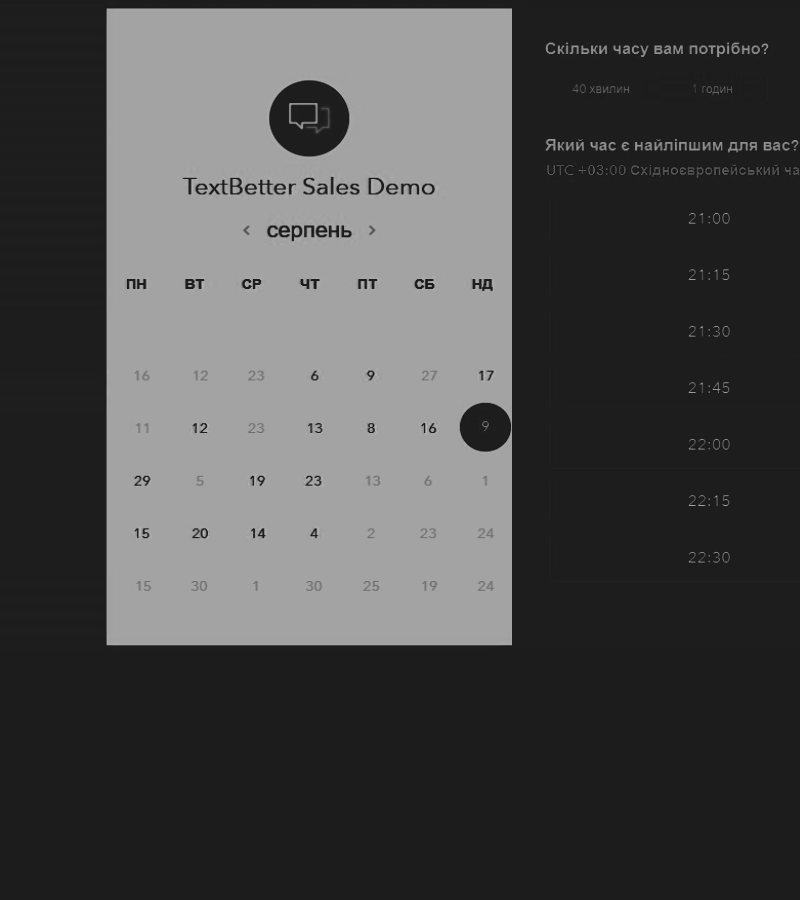 TextBetter Sales Demo
серпень
ПН ВТ СР ЧТ ПТ СБ НД
16 12 23 6 9 27 17
11 12 23 13 8 16 9
29 5 19 23 13 6 1
15 20 14 4 2 23 24
15 30 1 30 25 19 24
Скільки часу вам потрібно?
40 хвилин 1 годин
Який час є найліпшим для вас?
UTC +03:00 Східноєвропейський ча
21:00
21:15
21:30
21:45
22:00
22:15
22:30